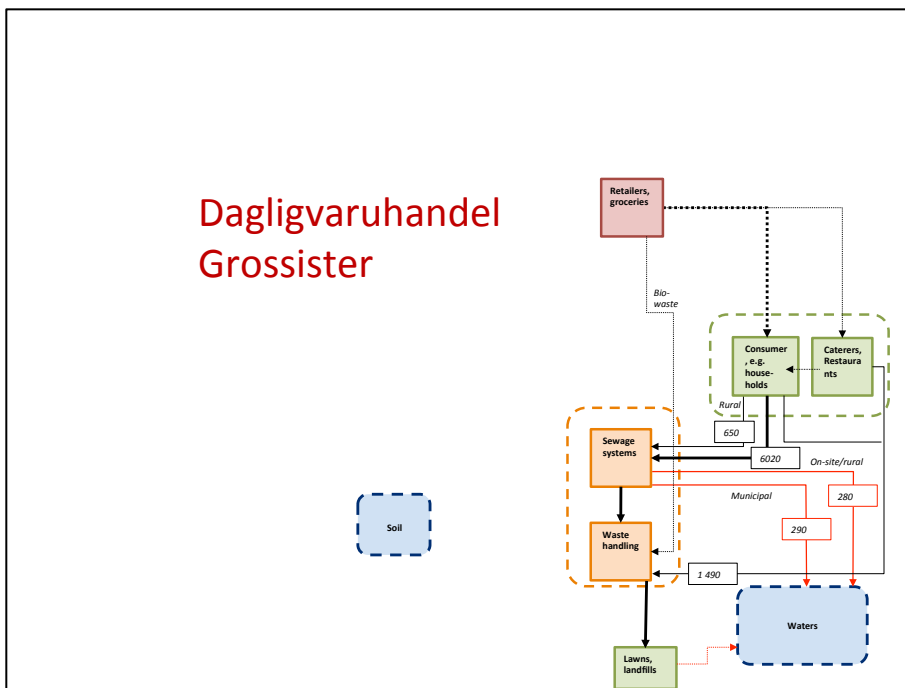 Dagligvaruhandel
Grossister
Retailers,
groceries
Bio-
waste
Consumer
, e.g.
house-
holds
Caterers,
Restaura
nts
Rural
650
Sewage
systems
6020
On-site/rural
Municipal
280
290
Soil
Waste
handling
1 490
Waters
Lawns,
landfills